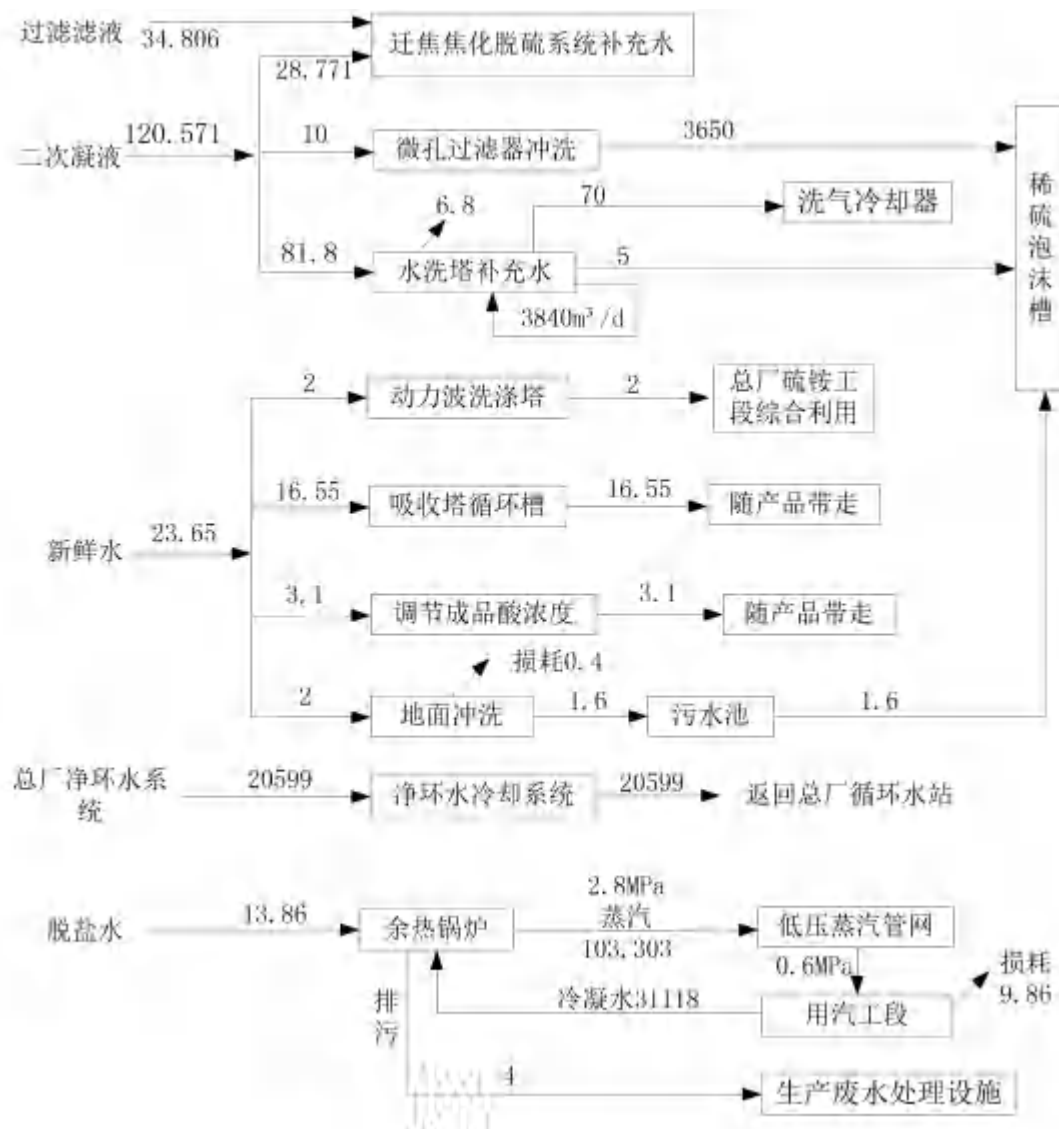 过滤滤液
34.806
迁焦焦化脱硫系统补充水
28.771
二次凝液
120.571
10
微孔过滤器冲洗
3650
稀硫泡沫槽
6.8
70
洗气冷却器
81.8
水洗塔补充水
5
3840m³/d
2
动力波洗涤塔
2
总厂硫铵工
段综合利用
16.55
吸收塔循环槽
16.55
随产品带走
新鲜水
23.65
3.1
调节成品酸浓度
3.1
随产品带走
损耗0.4
2
地面冲洗
1.6
污水池
1.6
总厂净环水系
统
20599
净环水冷却系统
20599
返回总厂循环水站
脱盐水
13.86
余热锅炉
2.8MPa
蒸汽
103,303
低压蒸汽管网
0.6MPa
损耗
9.86
冷凝水31118
用汽工段
排污
4
生产废水处理设施